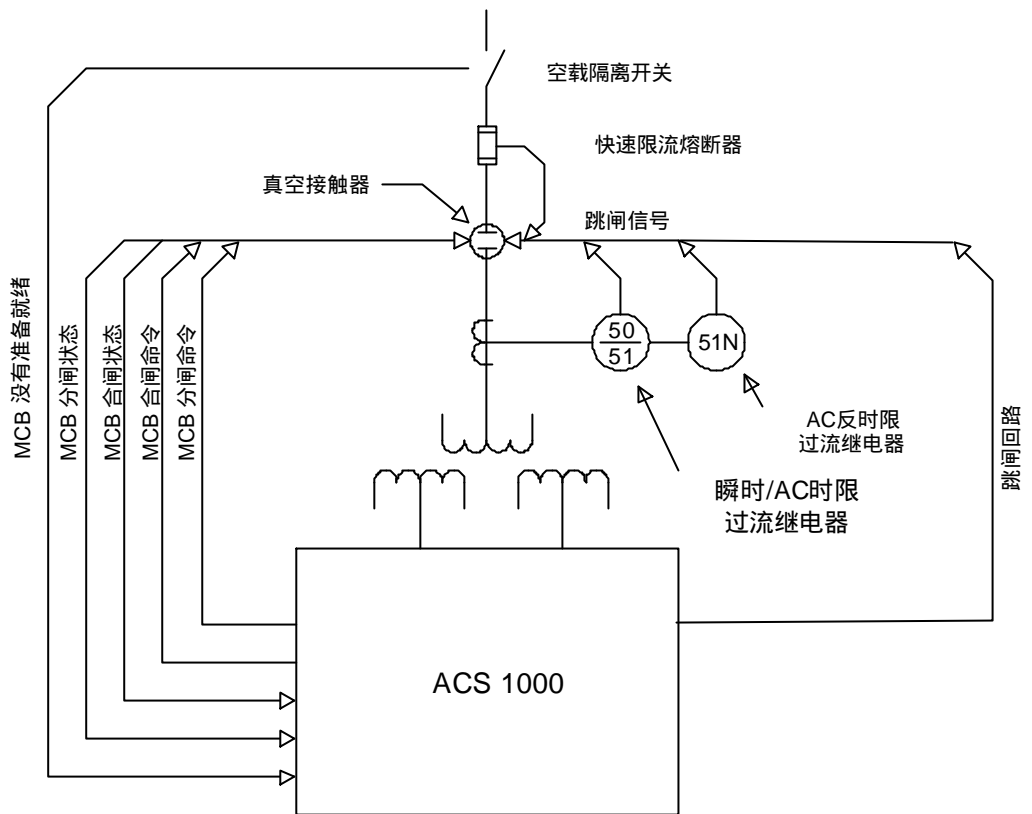 空载隔离开关
快速限流熔断器
真空接触器
跳闸信号
MCB 没有准备就绪
MCB 分闸状态
MCB 合闸状态
MCB 合闸命令
MCB 分闸命令
50
51
51N
AC反时限
过流继电器
瞬时/AC时限
过流继电器
跳闸回路
ACS 1000